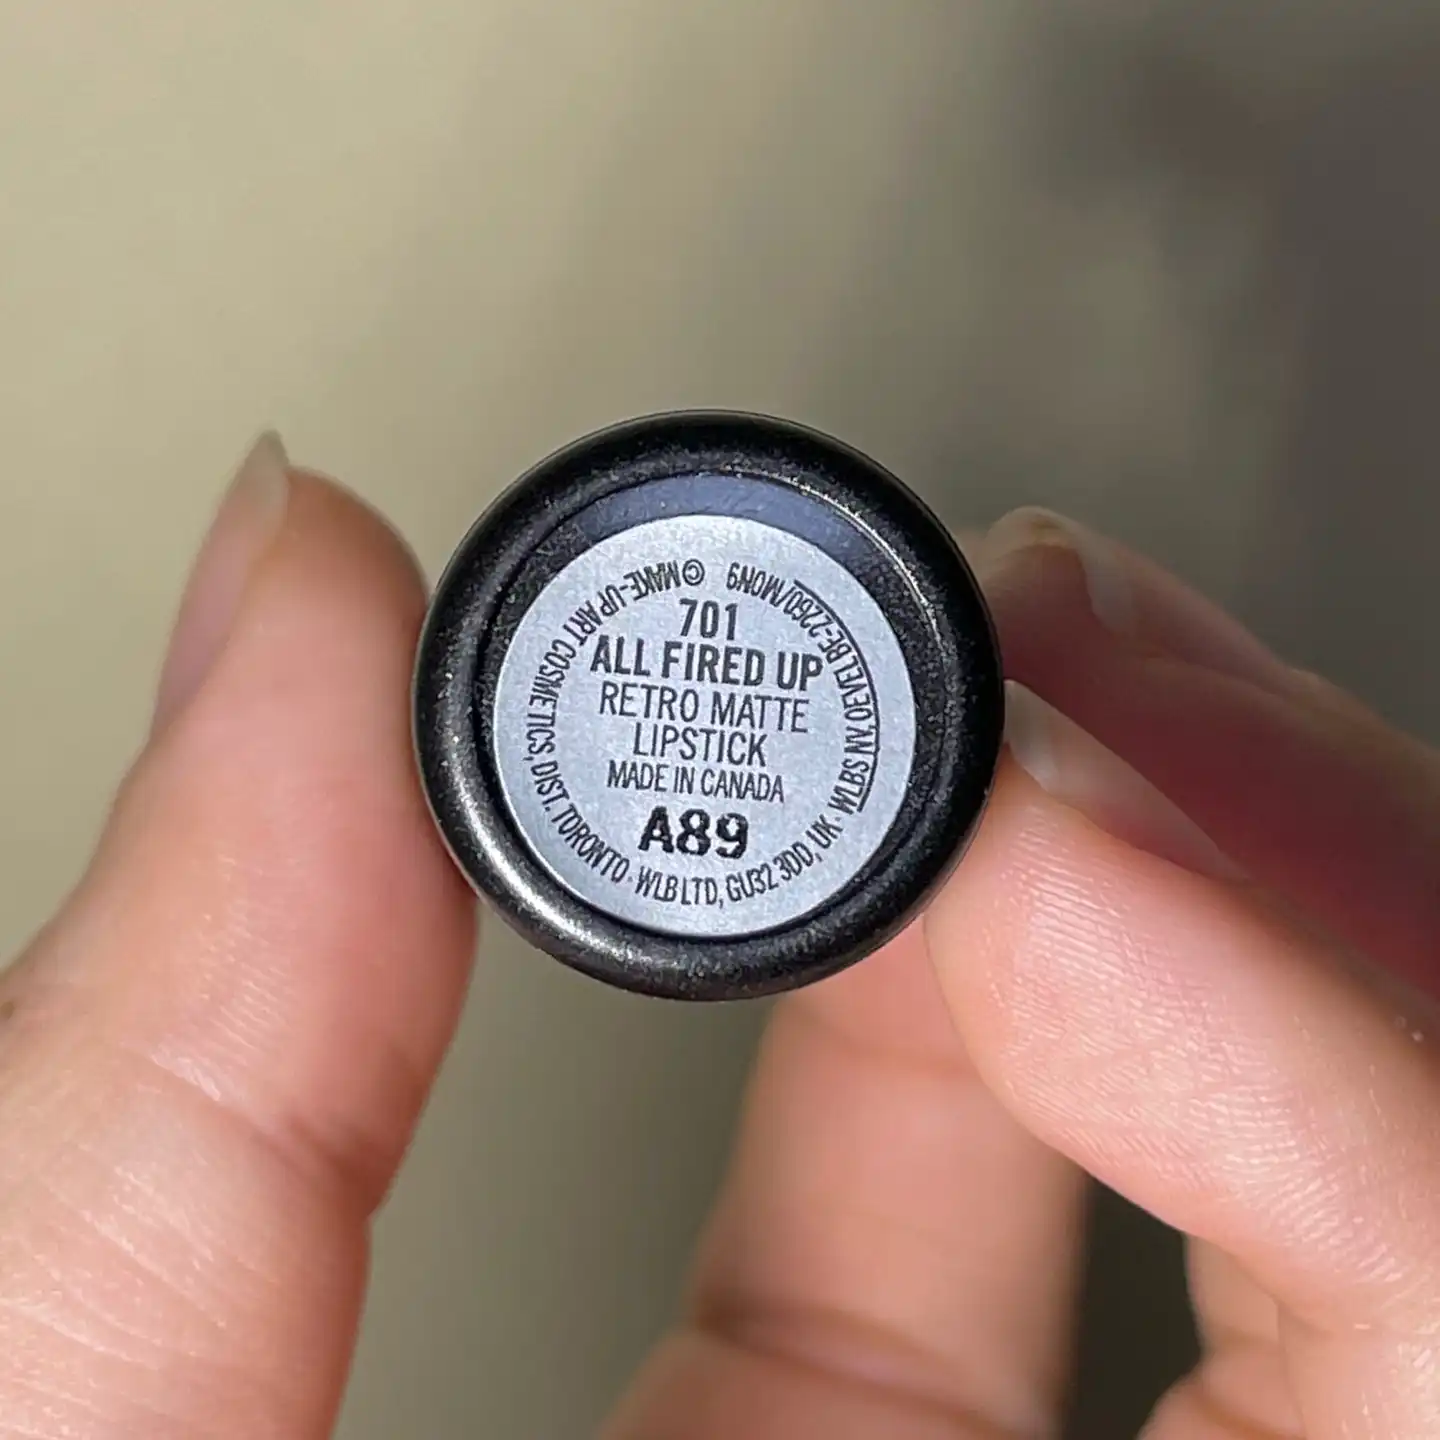 701
ALL FIRED UP
RETRO MATTE
LIPSTICK
MADE IN CANADA
A89
© MAKE-UP ART COSMETICS, DIST. TORONTO · WLB LTD, GU32 3DD, UK · WLBS NV, OEVEL BE-2260/MON9